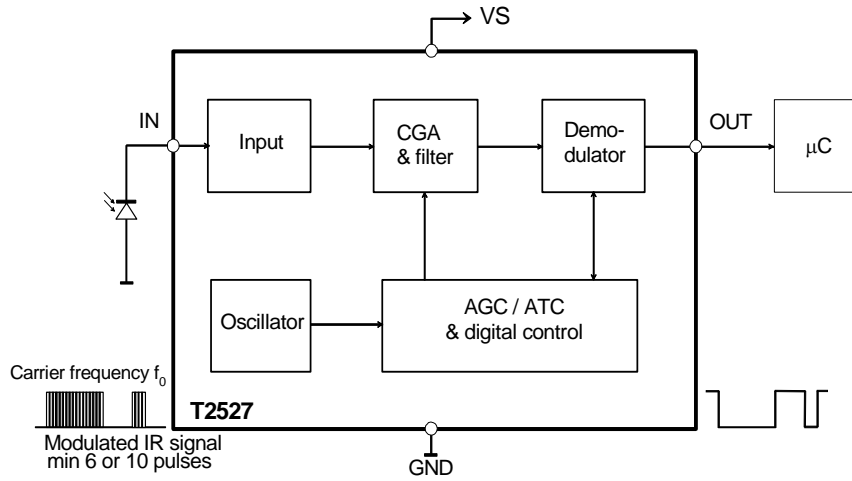 VS
IN
Input
CGA
& filter
Demo-
dulator
OUT
μC
Oscillator
AGC / ATC
& digital control
Carrier frequency f0
T2527
Modulated IR signal
min 6 or 10 pulses
GND